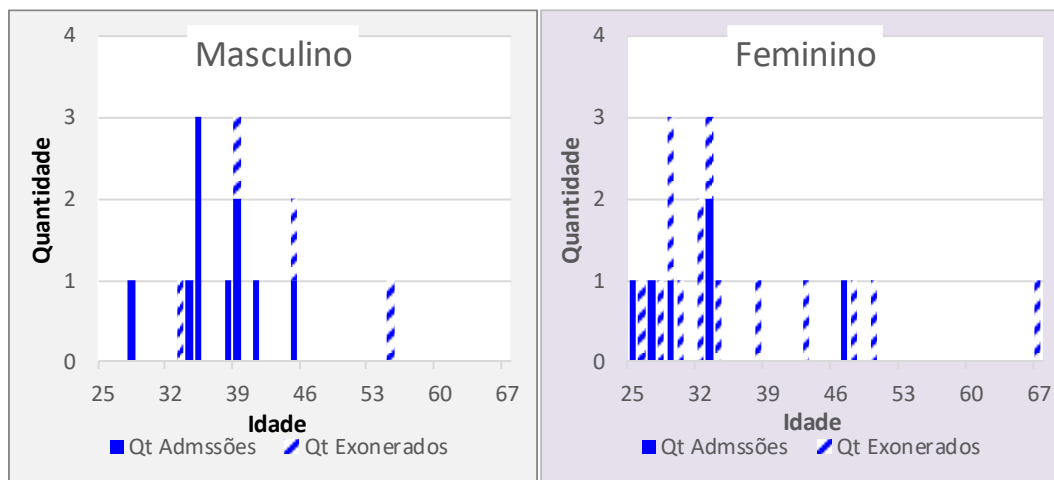 Masculino
Quantidade
4
3
2
1
0
25 32 39 46 53 60 67
Idade
Qt Admssões Qt Exonerados
Feminino
Quantidade
4
3
2
1
0
25 32 39 46 53 60 67
Idade
Qt Admssões Qt Exonerados